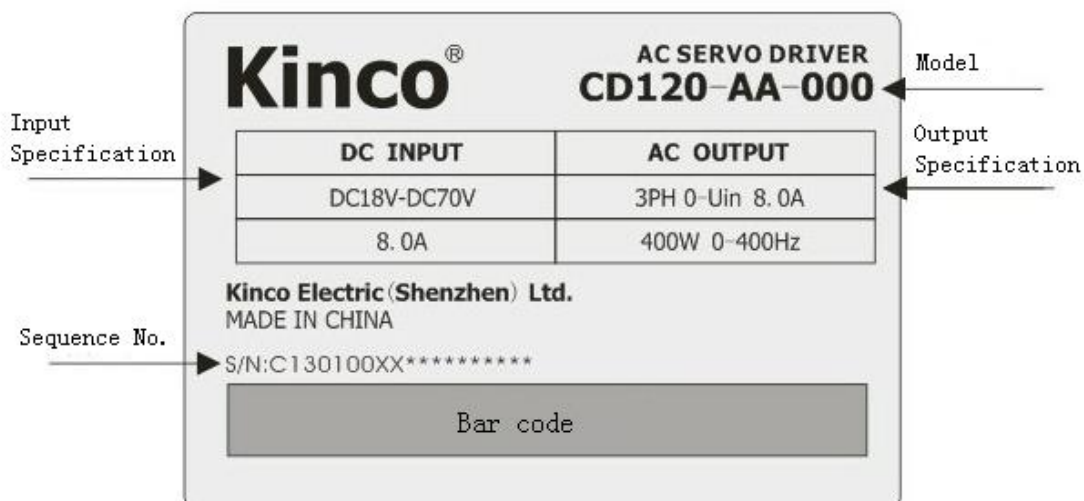 Kinco®
AC SERVO DRIVER
CD120-AA-000
Model
Input
Specification
Output
Specification
DC INPUT AC OUTPUT
DC18V-DC70V 3PH 0-Uin 8.0A
8.0A 400W 0-400Hz
Kinco Electric(Shenzhen) Ltd.
MADE IN CHINA
Sequence No.
S/N:C130100XX**********
Bar code